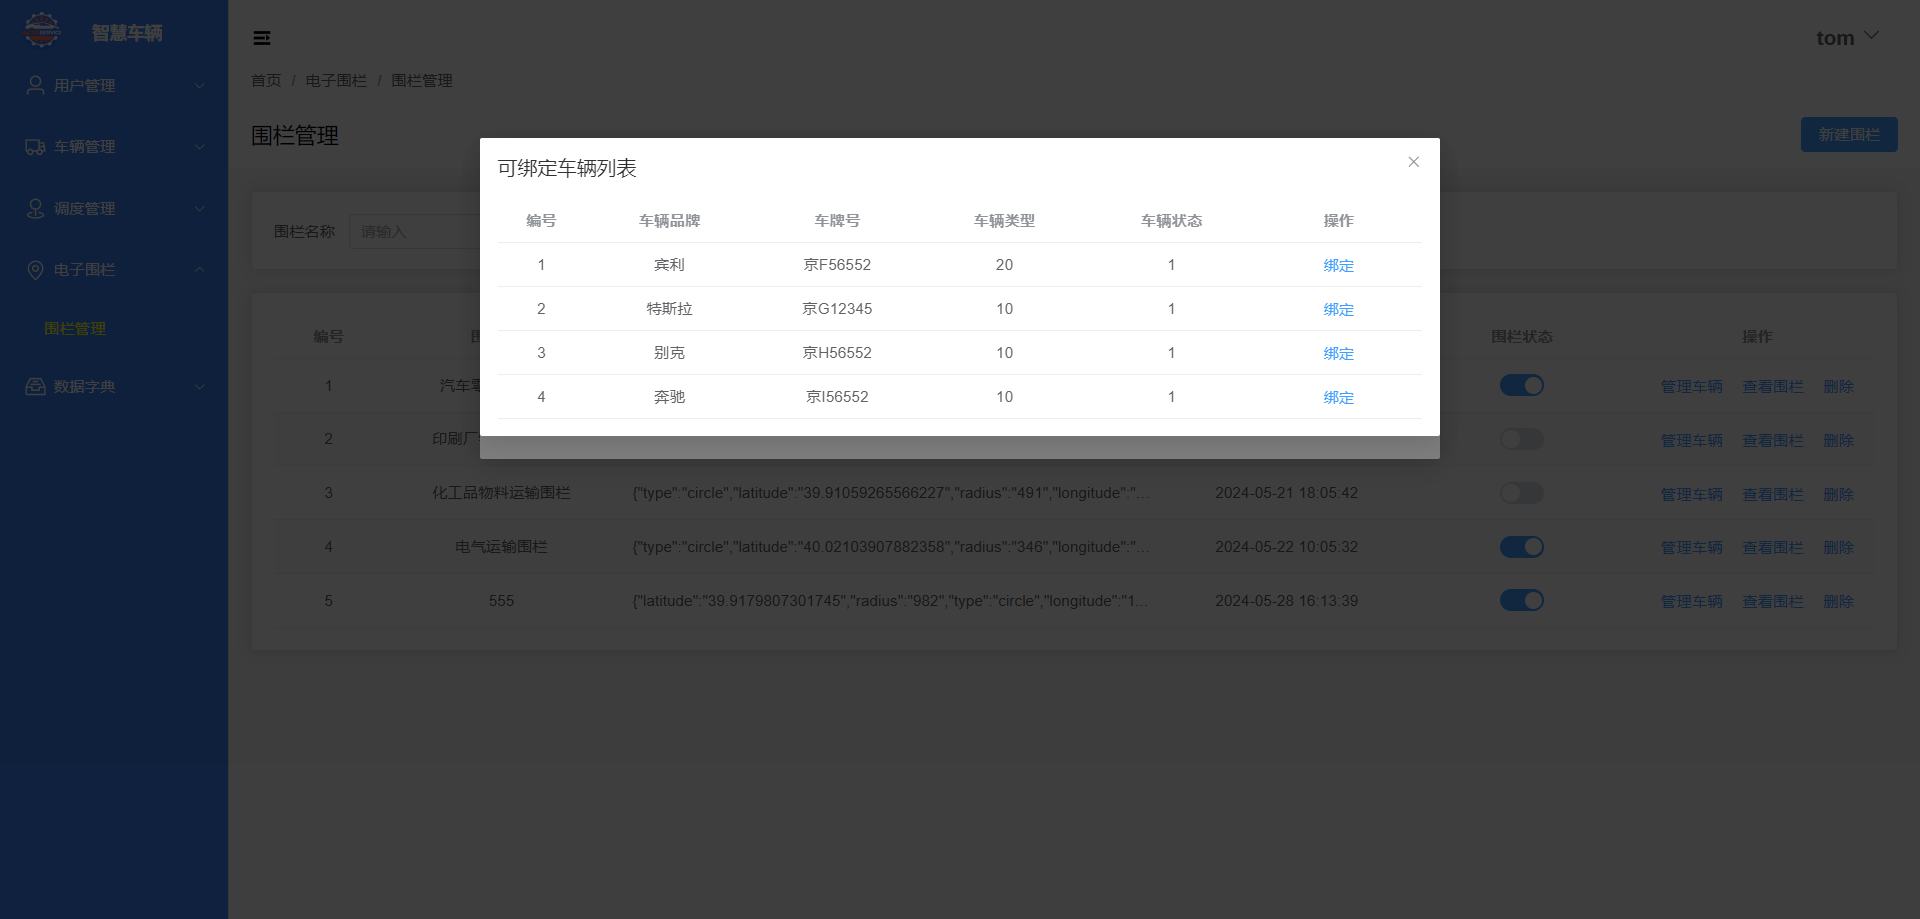 智慧车辆
tom
用户管理
首页 / 电子围栏 / 围栏管理
围栏管理
新建围栏
车辆管理
调度管理
电子围栏
围栏管理
数据字典
围栏名称 请输入
可绑定车辆列表
编号 车辆品牌 车牌号 车辆类型 车辆状态 操作
1 宾利 京F56552 20 1 绑定
2 特斯拉 京G12345 10 1 绑定
3 别克 京H56552 10 1 绑定
4 奔驰 京I56552 10 1 绑定
编号 围栏状态 操作
1 汽车零 管理车辆 查看围栏 删除
2 印刷厂 管理车辆 查看围栏 删除
3 化工品物料运输围栏 {"type":"circle","latitude":"39.91059265566227","radius":"491","longitude":"... 2024-05-21 18:05:42 管理车辆 查看围栏 删除
4 电气运输围栏 {"type":"circle","latitude":"40.02103907882358","radius":"346","longitude":"... 2024-05-22 10:05:32 管理车辆 查看围栏 删除
5 555 {"latitude":"39.9179807301745","radius":"982","type":"circle","longitude":"1... 2024-05-28 16:13:39 管理车辆 查看围栏 删除